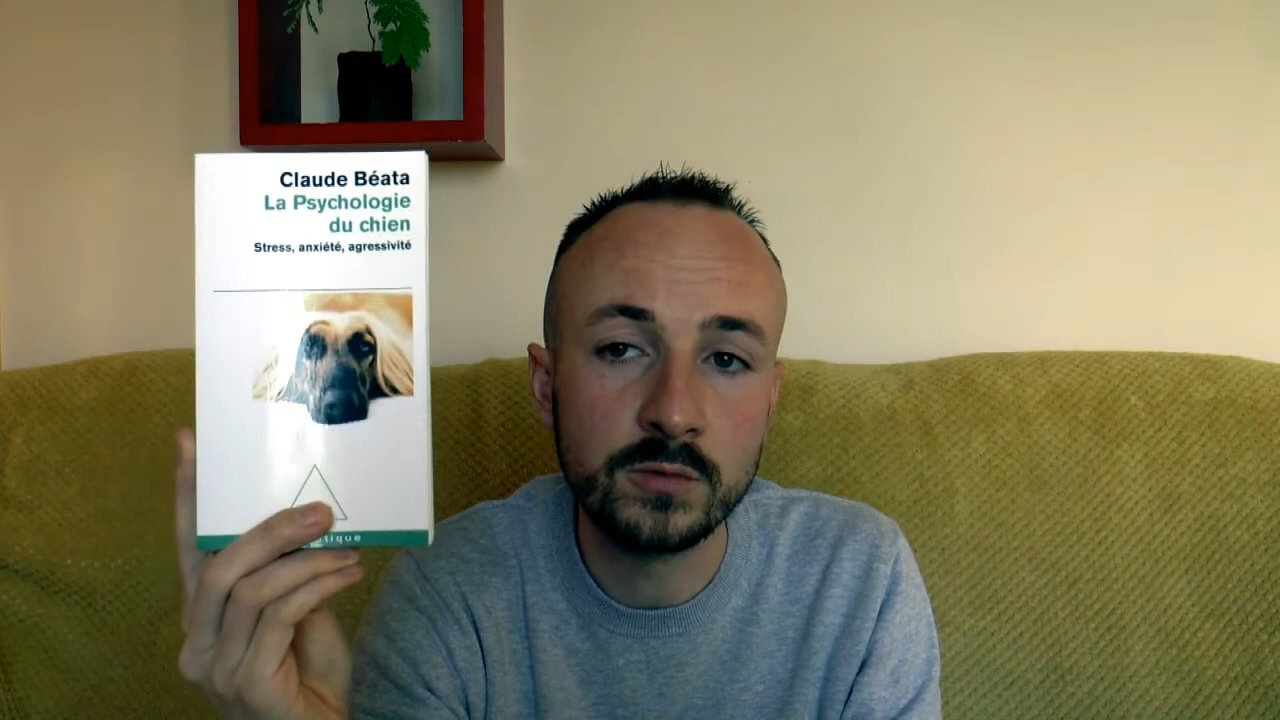 Claude Béata
La Psychologie
du chien
Stress, anxiété, agressivité